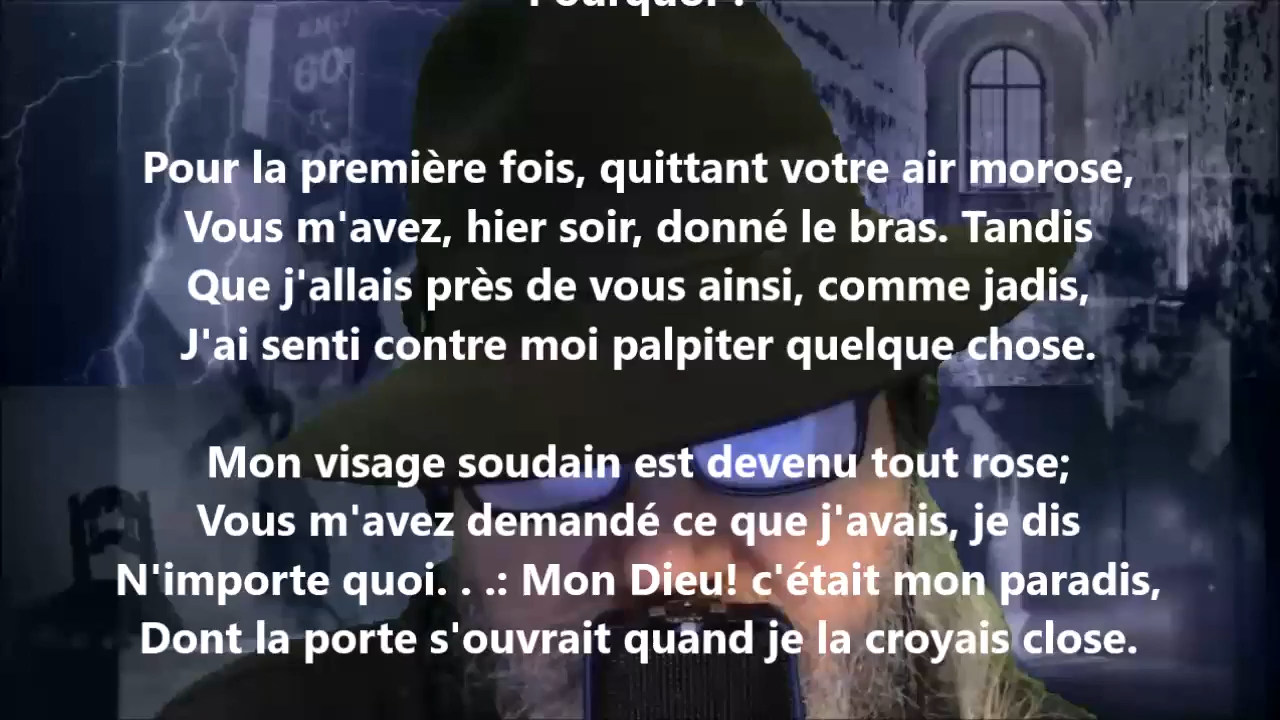 Pourquoi ?
60
Pour la première fois, quittant votre air morose,
Vous m'avez, hier soir, donné le bras. Tandis
Que j'allais près de vous ainsi, comme jadis,
J'ai senti contre moi palpiter quelque chose.
Mon visage soudain est devenu tout rose;
Vous m'avez demandé ce que j'avais, je dis
N'importe quoi. . .: Mon Dieu! c'était mon paradis,
Dont la porte s'ouvrait quand je la croyais close.